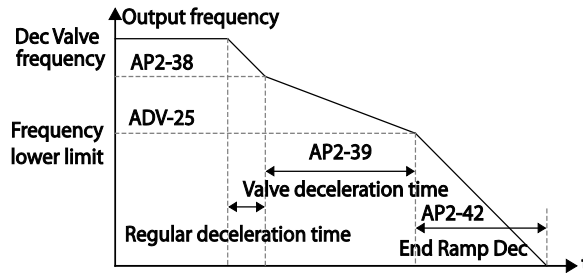 Output frequency
Dec Valve
frequency
AP2-38
ADV-25
Frequency
lower limit
AP2-39
Valve deceleration time
AP2-42
Regular deceleration time
End Ramp Dec